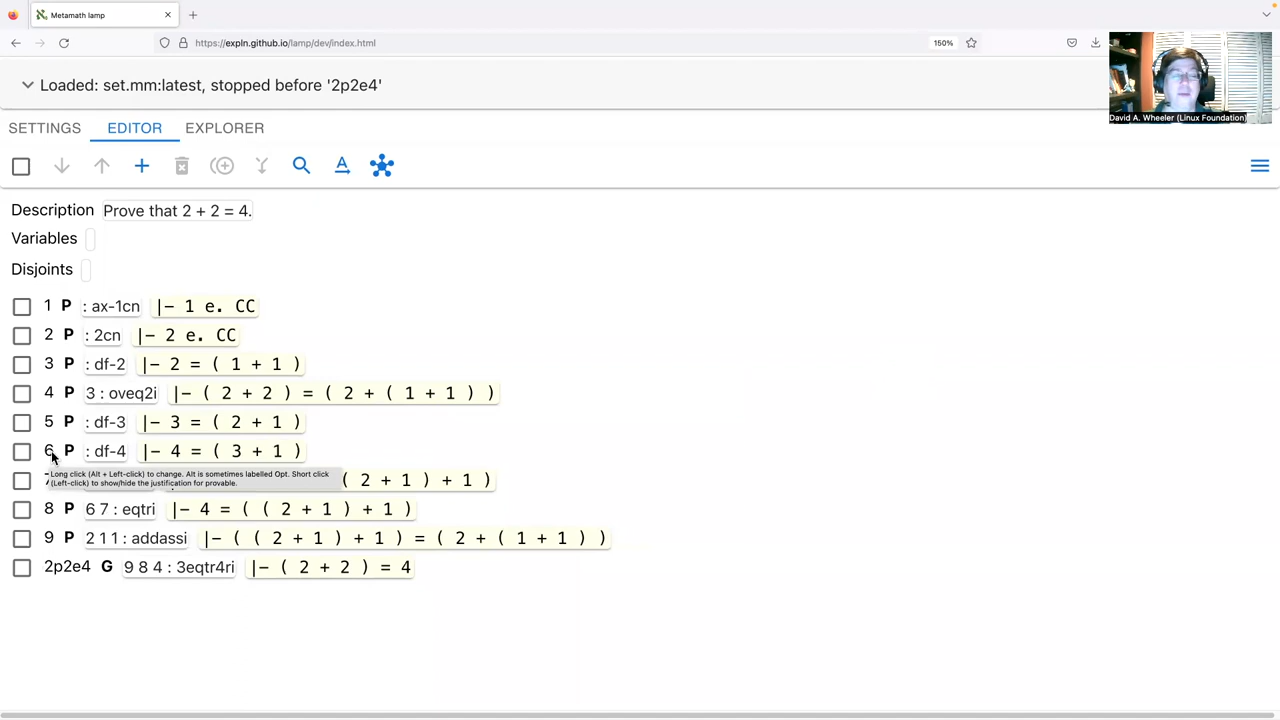 Metamath lamp
https://expln.github.io/lamp/dev/index.html
150%
Loaded: set.mm:latest, stopped before '2p2e4'
David A. Wheeler (Linux Foundation)
SETTINGS EDITOR EXPLORER
Description Prove that 2 + 2 = 4.
Variables
Disjoints
1 P : ax-1cn |- 1 e. CC
2 P : 2cn |- 2 e. CC
3 P : df-2 |- 2 = ( 1 + 1 )
4 P 3 : oveq2i |- ( 2 + 2 ) = ( 2 + ( 1 + 1 ) )
5 P : df-3 |- 3 = ( 2 + 1 )
6 P : df-4 |- 4 = ( 3 + 1 )
Long click (Alt + Left-click) to change. Alt is sometimes labelled Opt. Short click
(Left-click) to show/hide the justification for provable.
( 2 + 1 ) + 1 )
8 P 6 7 : eqtri |- 4 = ( ( 2 + 1 ) + 1 )
9 P 2 1 1 : addassi |- ( ( 2 + 1 ) + 1 ) = ( 2 + ( 1 + 1 ) )
2p2e4 G 9 8 4 : 3eqtr4ri |- ( 2 + 2 ) = 4